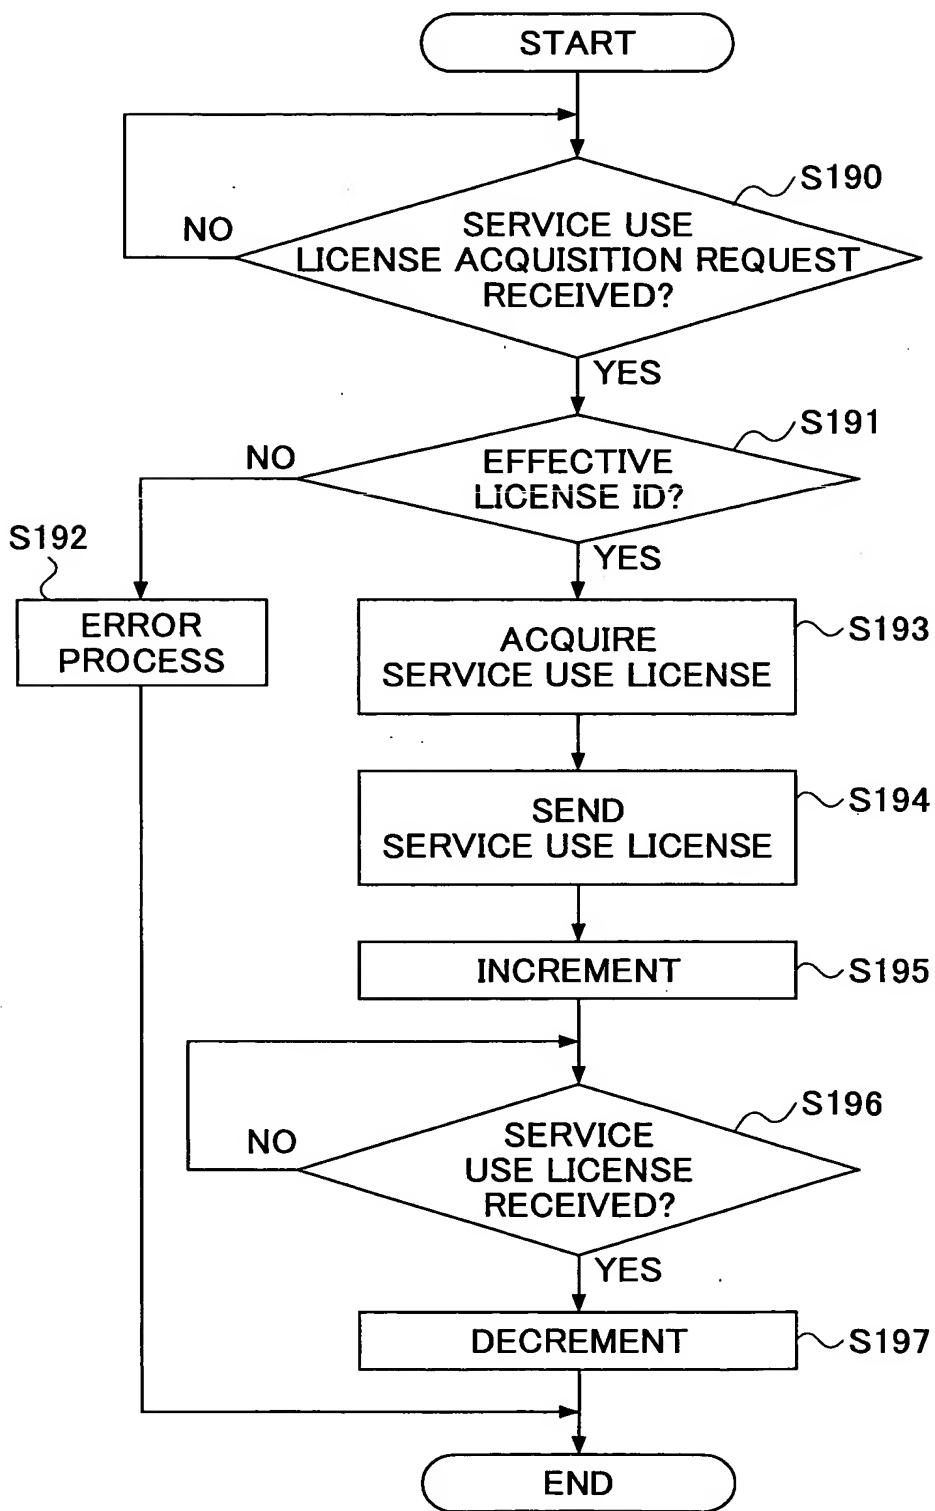 START
S190
NO
SERVICE USE
LICENSE ACQUISITION REQUEST
RECEIVED?
YES
S191
NO
EFFECTIVE
LICENSE ID?
YES
S192
ERROR
PROCESS
ACQUIRE
SERVICE USE LICENSE
S193
SEND
SERVICE USE LICENSE
S194
INCREMENT
S195
S196
NO
SERVICE
USE LICENSE
RECEIVED?
YES
DECREMENT
S197
END